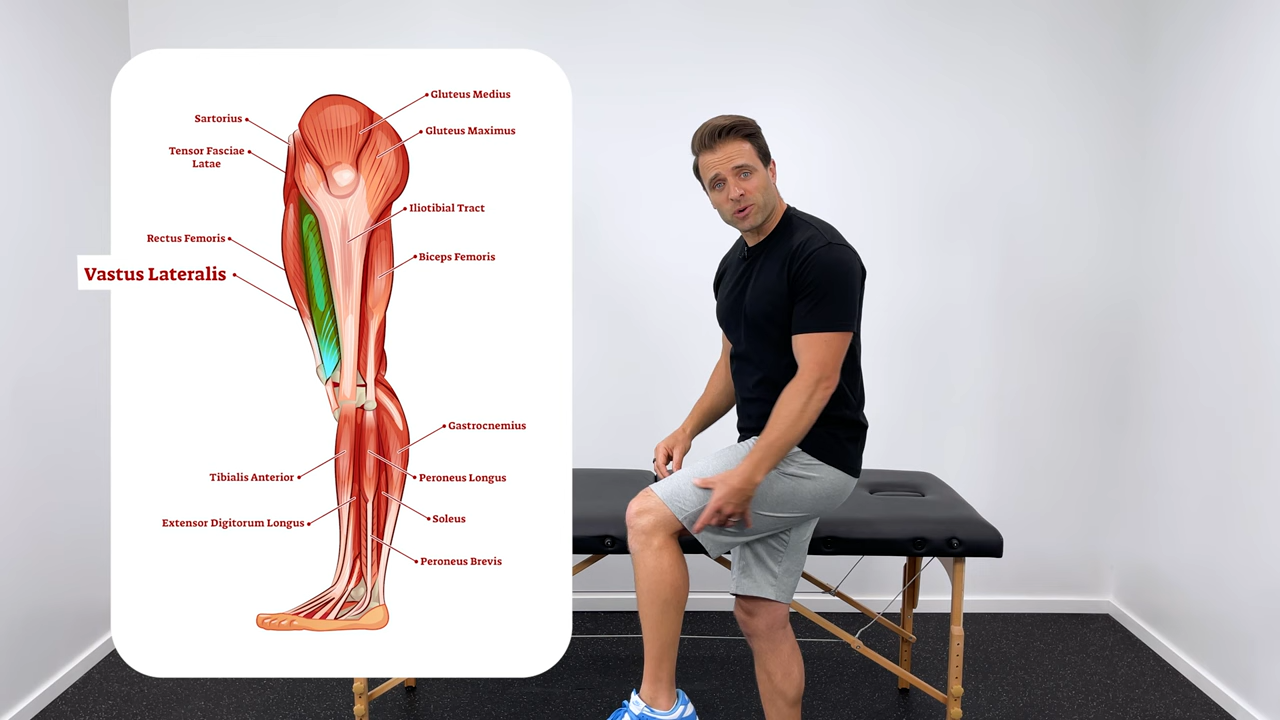 Gluteus Medius
Sartorius
Gluteus Maximus
Tensor Fasciae
Latae
Iliotibial Tract
Rectus Femoris
Biceps Femoris
Vastus Lateralis
Gastrocnemius
Tibialis Anterior
Peroneus Longus
Extensor Digitorum Longus
Soleus
Peroneus Brevis